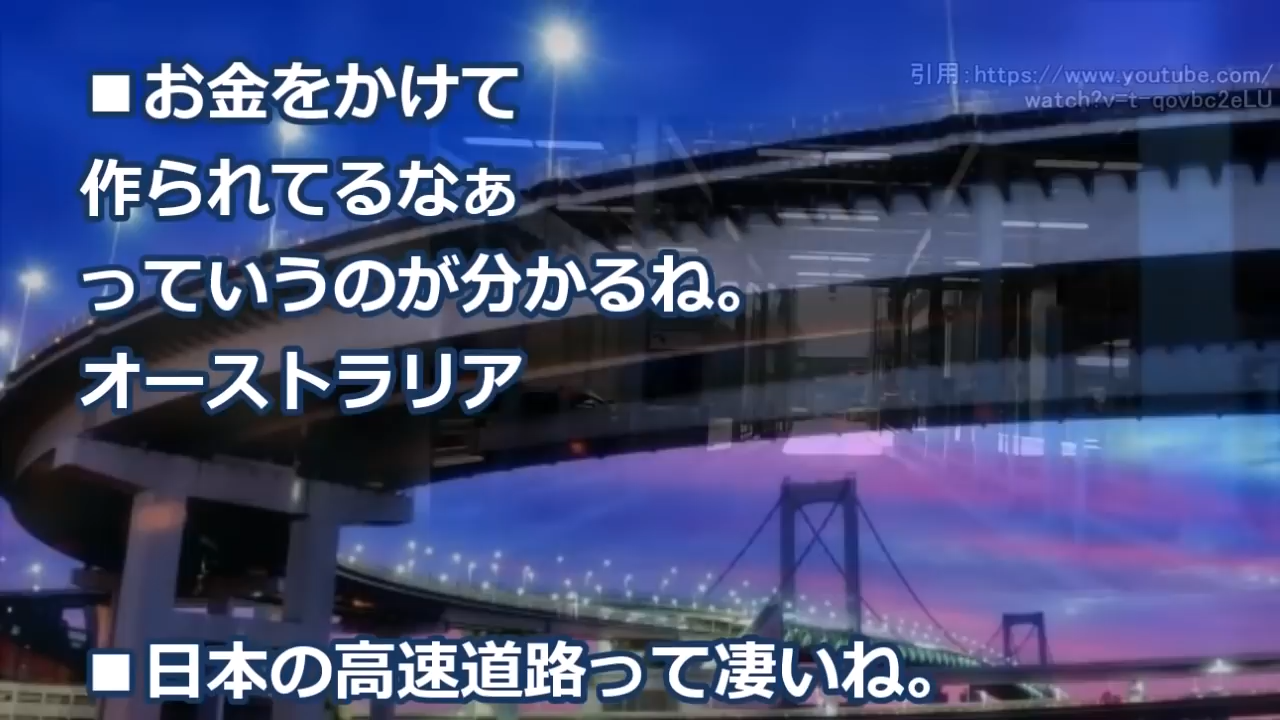 引用:https://www.youtube.com/
watch?v=t-qovbc2eLU
■お金をかけて
作られてるなぁ
っていうのが分かるね。
オーストラリア
■日本の高速道路って凄いね。